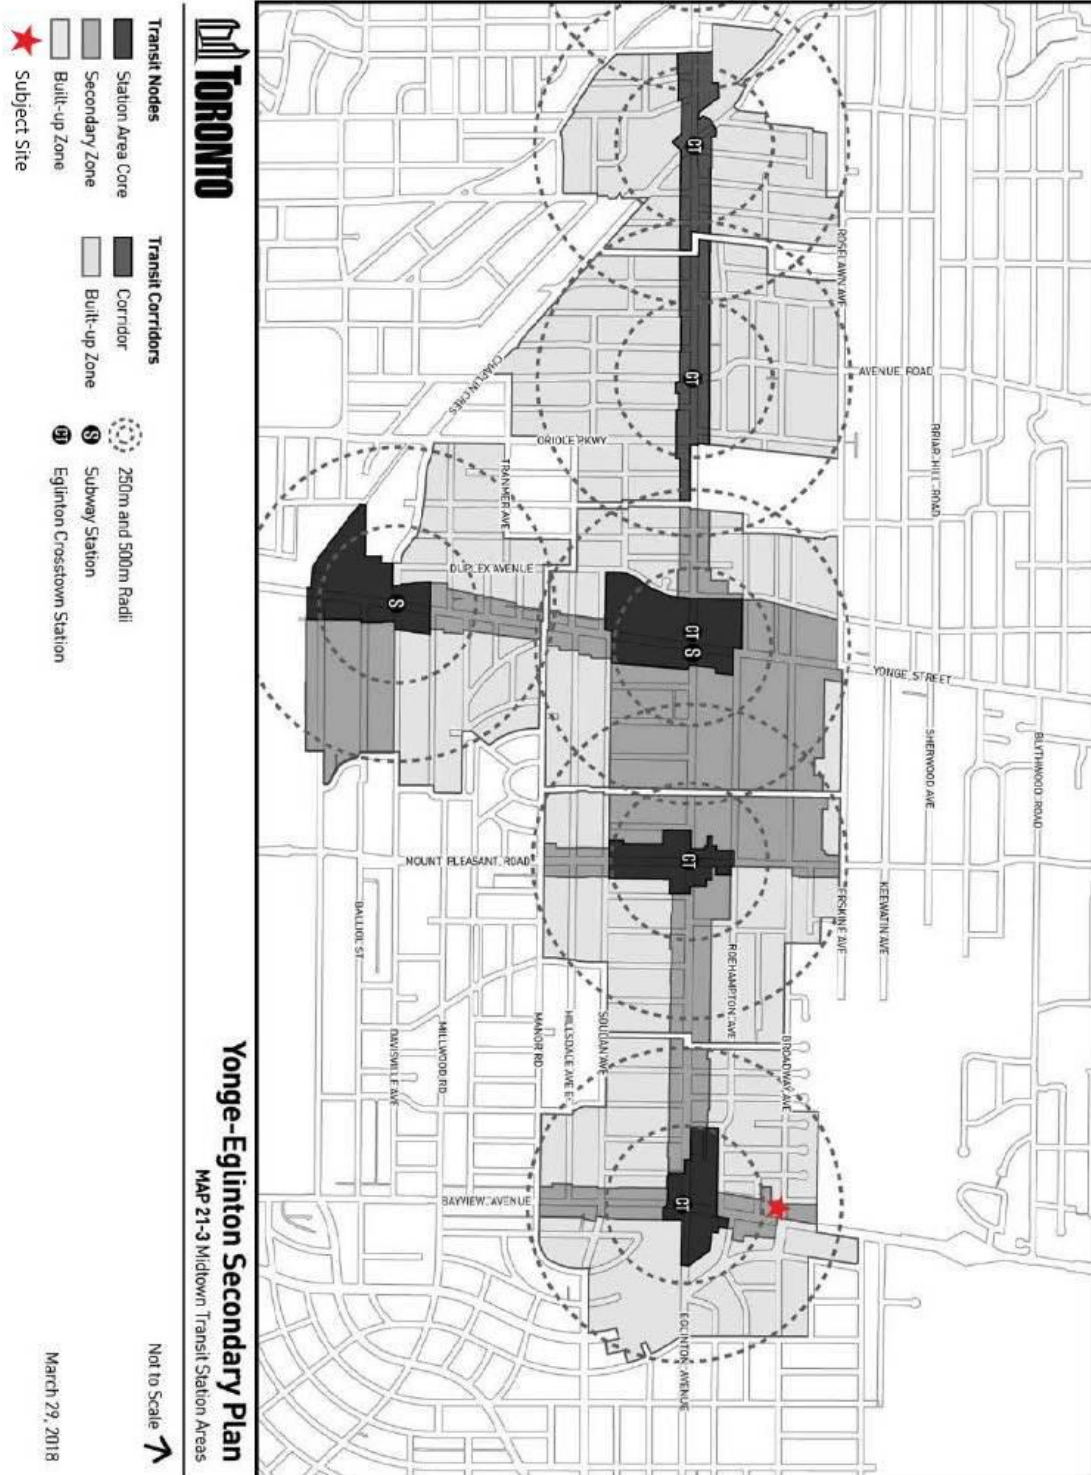 ROSELAWN AVE
AVENUE ROAD
BRIAR HILL ROAD
CHAPLIN CRES
ORIOLE PKWY
TRANMER AVE
DUPLEX AVENUE
YONGE STREET
SHERWOOD AVE
BLYTHWOOD ROAD
MOUNT PLEASANT ROAD
BALLIOL ST
ERSKINE AVE
KEEWATIN AVE
ROEHAMPTON AVE
BROADWAY AVE
SOUDAN AVE
HILLSDALE AVE E
MANOR RD
MILLWOOD RD
DAVISVILLE AVE
BAYVIEW AVENUE
EGLINTON AVENUE
CT
CT
CT
S
S
CT
CT
TORONTO
Yonge-Eglinton Secondary Plan
MAP 21-3 Midtown Transit Station Areas
Transit Nodes
Station Area Core
Secondary Zone
Built-up Zone
Subject Site
Transit Corridors
Corridor
Built-up Zone
250m and 500m Radii
S Subway Station
CT Eglinton Crosstown Station
Not to Scale
March 29, 2018